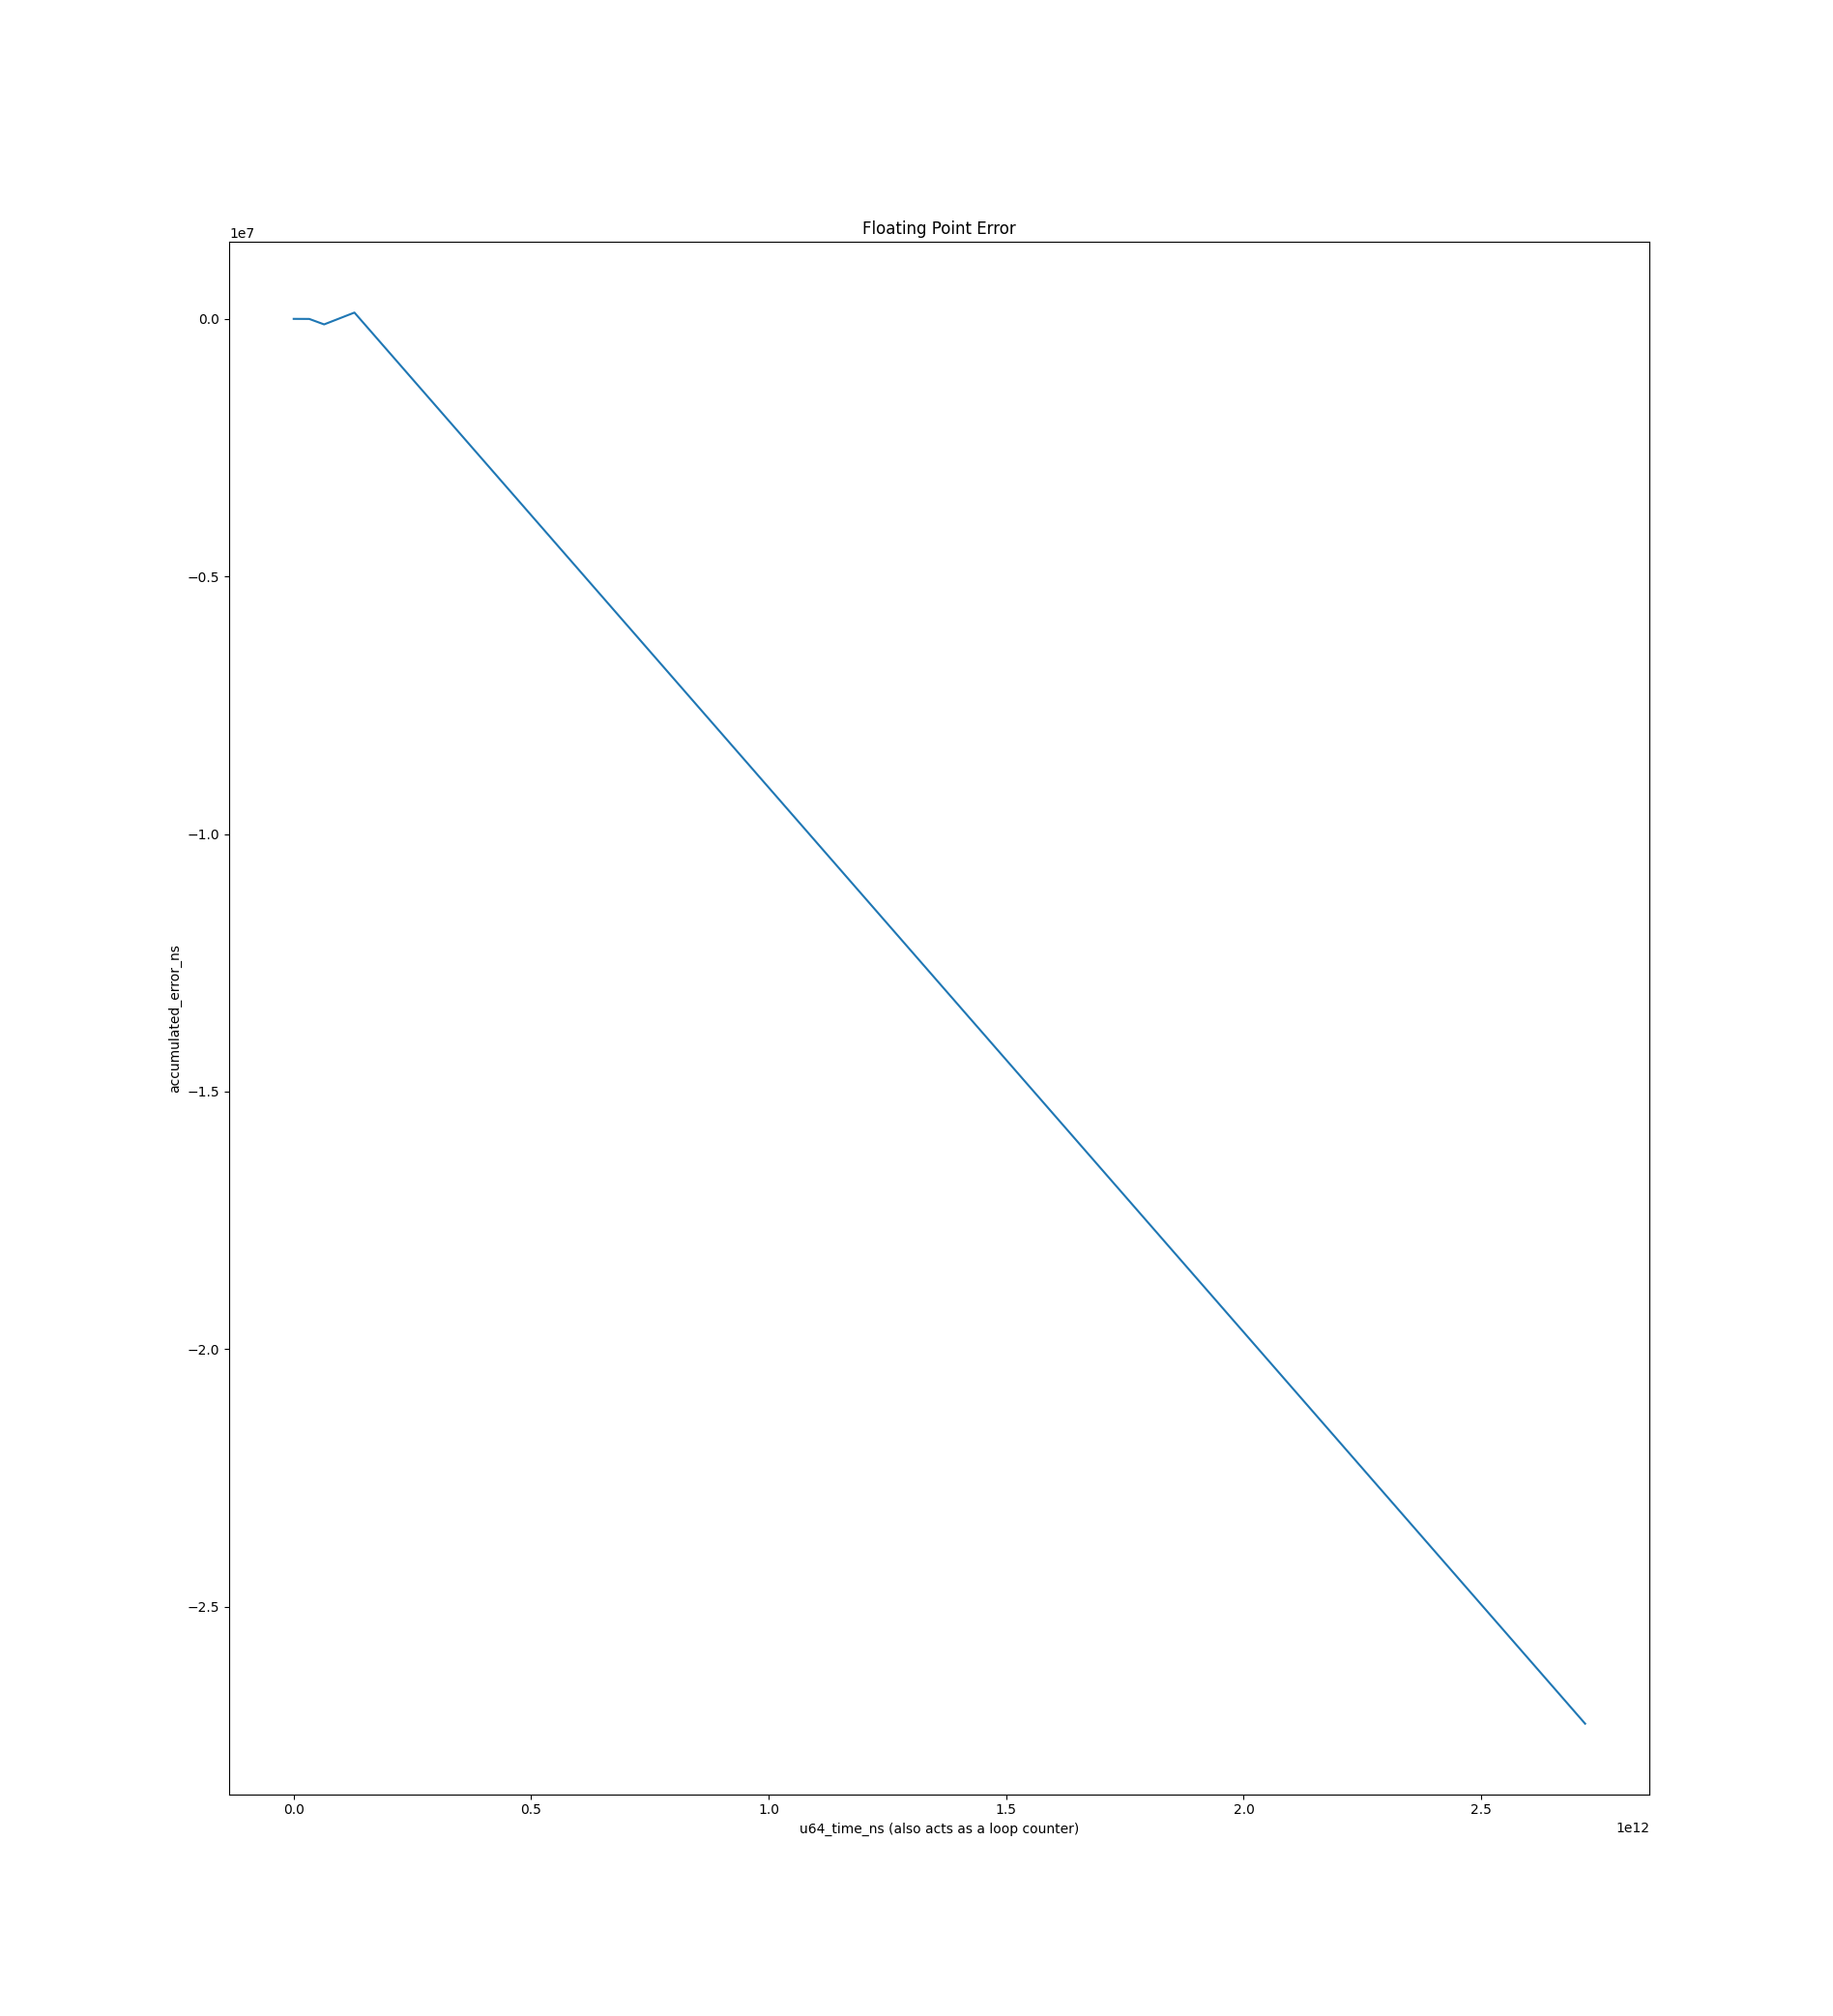 Floating Point Error
1e7
0.0
−0.5
−1.0
−1.5
−2.0
−2.5
accumulated_error_ns
0.0 0.5 1.0 1.5 2.0 2.5
u64_time_ns (also acts as a loop counter)
1e12